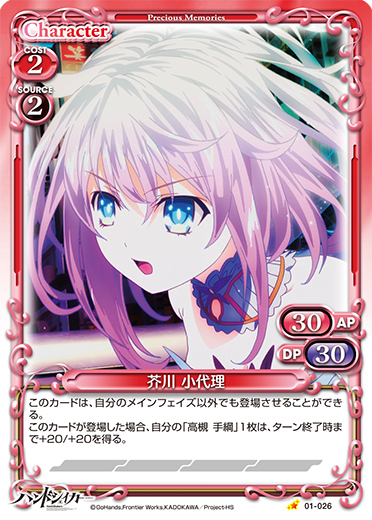 Precious Memories
Character
COST
2
SOURCE
2
30 AP
DP 30
芥川 小代理
このカードは、自分のメインフェイズ以外でも登場させることができ
る。
このカードが登場した場合、自分の「高槻 手綱」1枚は、ターン終了時ま
で+20/+20を得る。
ハンドシェイカー
©GoHands,Frontier Works,KADOKAWA／Project-HS
01-026